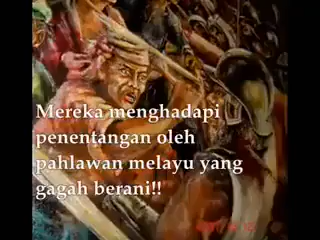 Mereka menghadapi
penentangan oleh
pahlawan melayu yang
gagah berani!!